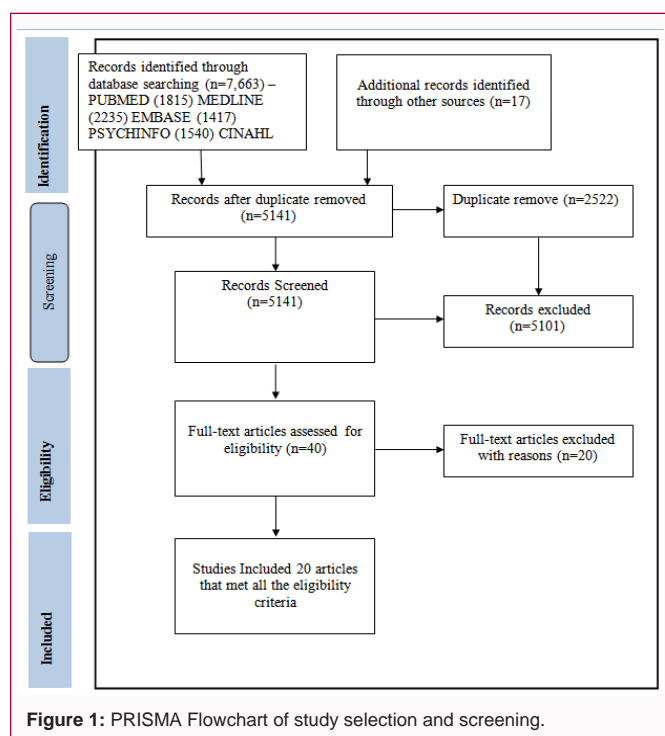 Identification
Records identified through
database searching (n=7,663) –
PUBMED (1815) MEDLINE
(2235) EMBASE (1417)
PSYCHINFO (1540) CINAHL
Additional records identified
through other sources (n=17)
Records after duplicate removed
(n=5141)
Duplicate remove (n=2522)
Screening
Records Screened
(n=5141)
Records excluded
(n=5101)
Eligibility
Full-text articles assessed for
eligibility (n=40)
Full-text articles excluded
with reasons (n=20)
Included
Studies Included 20 articles
that met all the eligibility
criteria
Figure 1: PRISMA Flowchart of study selection and screening.